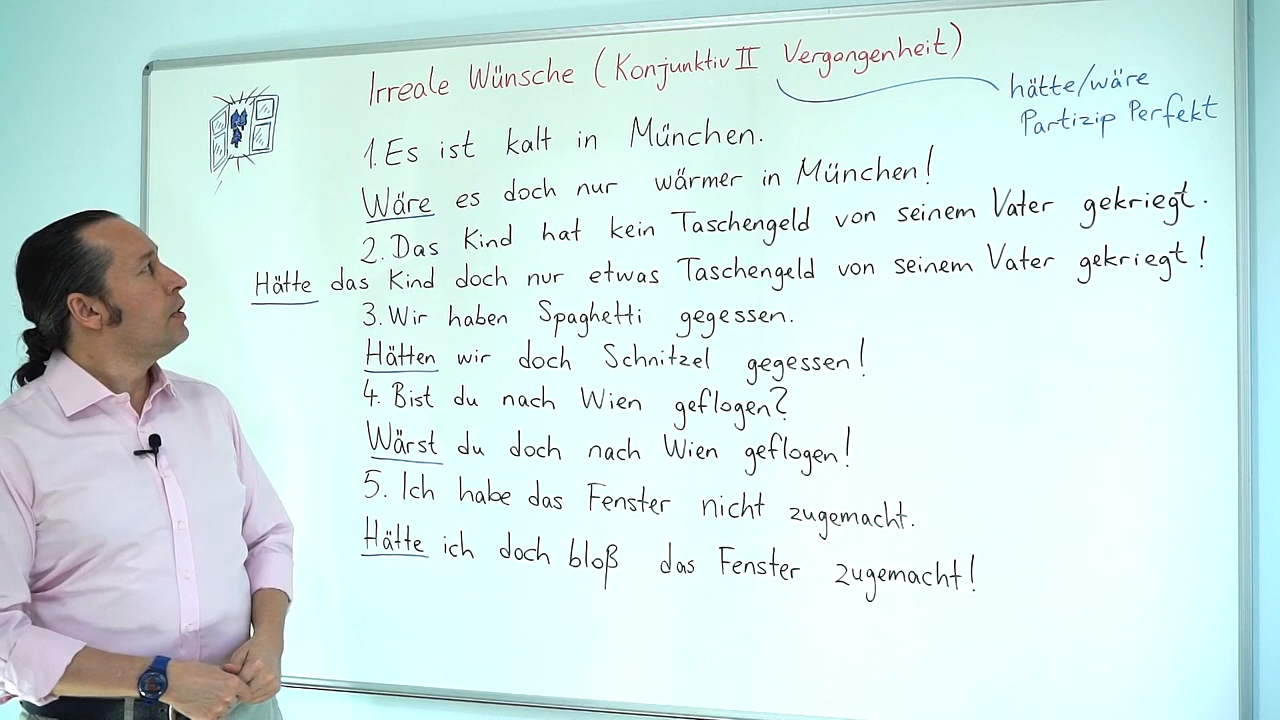 Irreale Wünsche (Konjunktiv II Vergangenheit)
hätte/wäre
Partizip Perfekt
1. Es ist kalt in München.
Wäre es doch nur wärmer in München!
2. Das Kind hat kein Taschengeld von seinem Vater gekriegt.
Hätte das Kind doch nur etwas Taschengeld von seinem Vater gekriegt!
3. Wir haben Spaghetti gegessen.
Hätten wir doch Schnitzel gegessen!
4. Bist du nach Wien geflogen?
Wärst du doch nach Wien geflogen!
5. Ich habe das Fenster nicht zugemacht.
Hätte ich doch bloß das Fenster zugemacht!